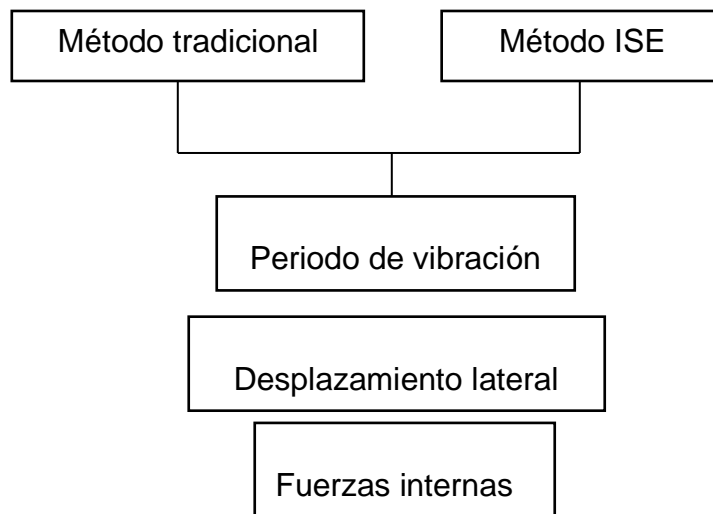 Método tradicional
Método ISE
Periodo de vibración
Desplazamiento lateral
Fuerzas internas